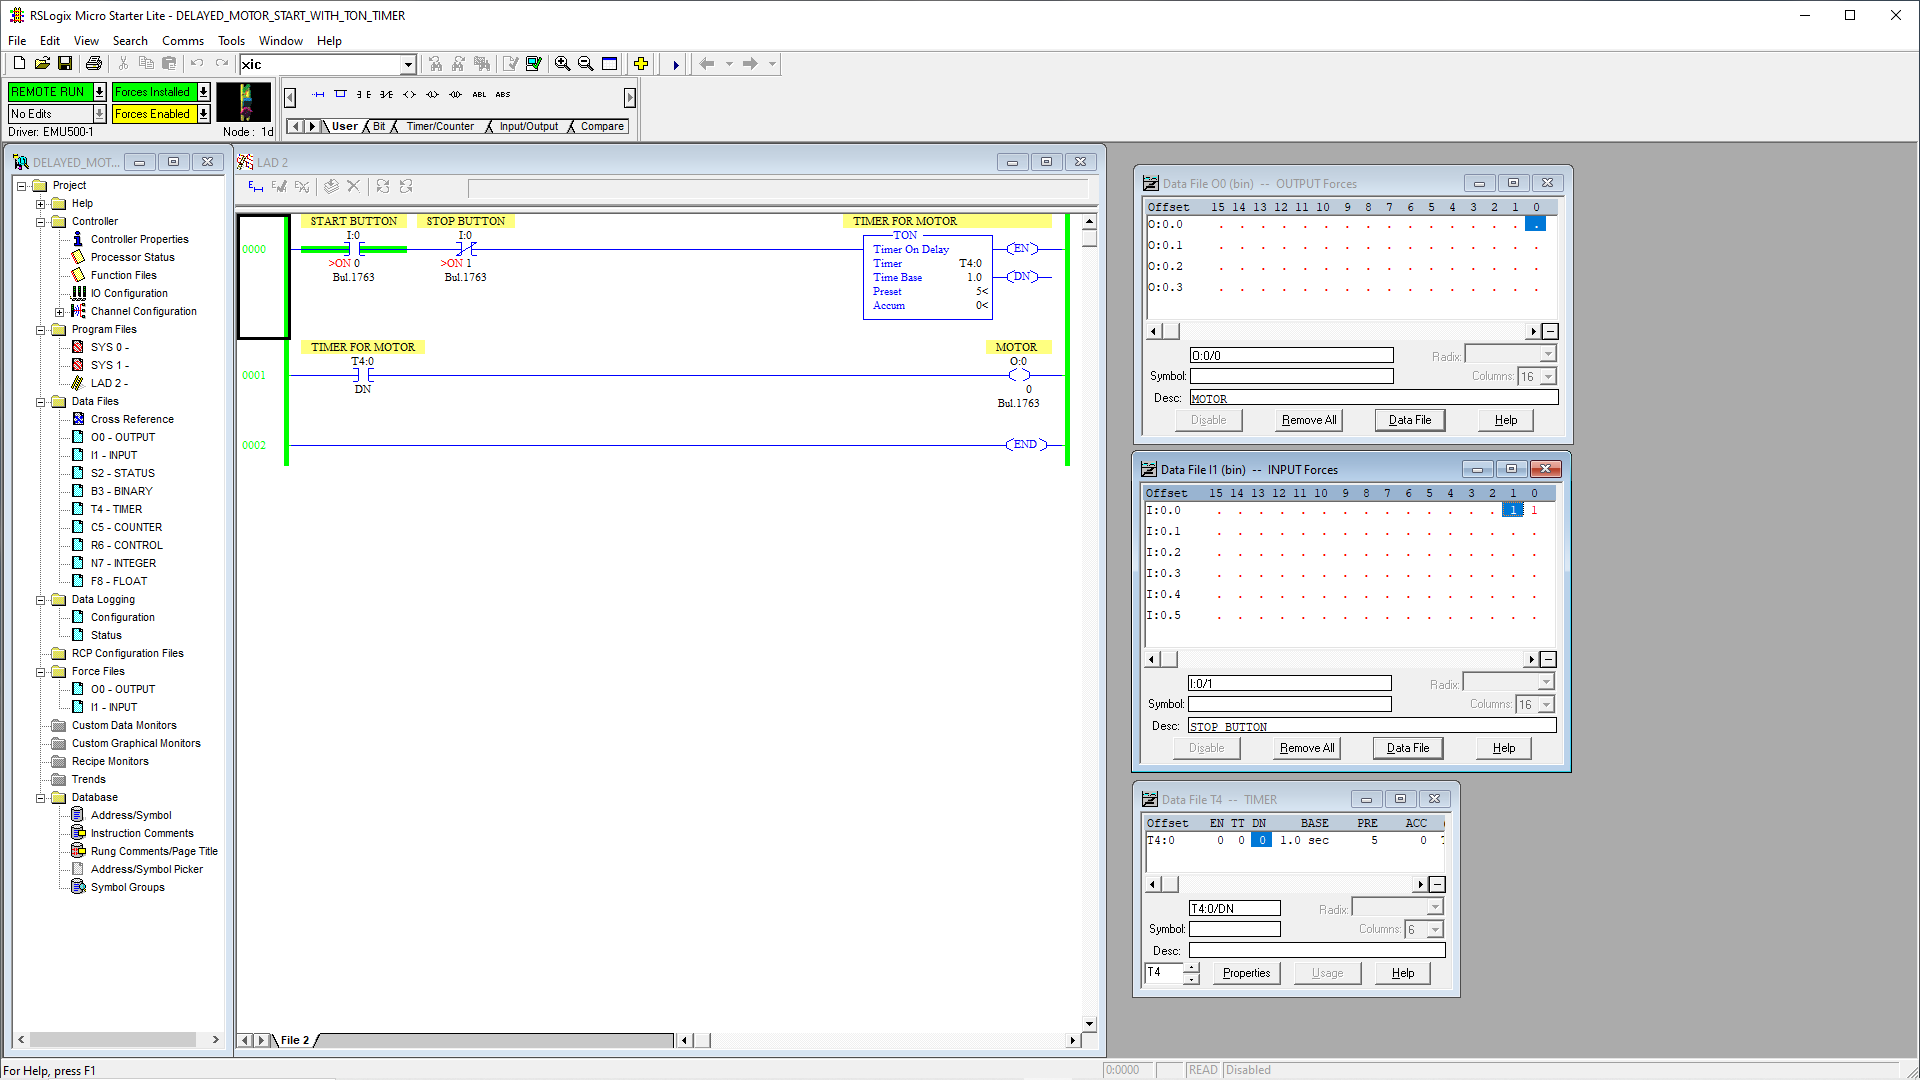 RSLogix Micro Starter Lite - DELAYED_MOTOR_START_WITH_TON_TIMER
File Edit View Search Comms Tools Window Help
xic
REMOTE RUN Forces Installed
No Edits Forces Enabled
Driver: EMU500-1 Node : 1d
ABL ABS
User Bit Timer/Counter Input/Output Compare
DELAYED_MOT...
Project
Help
Controller
Controller Properties
Processor Status
Function Files
IO Configuration
Channel Configuration
Program Files
SYS 0 -
SYS 1 -
LAD 2 -
Data Files
Cross Reference
O0 - OUTPUT
I1 - INPUT
S2 - STATUS
B3 - BINARY
T4 - TIMER
C5 - COUNTER
R6 - CONTROL
N7 - INTEGER
F8 - FLOAT
Data Logging
Configuration
Status
RCP Configuration Files
Force Files
O0 - OUTPUT
I1 - INPUT
Custom Data Monitors
Custom Graphical Monitors
Recipe Monitors
Trends
Database
Address/Symbol
Instruction Comments
Rung Comments/Page Title
Address/Symbol Picker
Symbol Groups
LAD 2
START BUTTON STOP BUTTON TIMER FOR MOTOR
I:0 I:0 TON
0000 Timer On Delay EN
>ON 0 >ON 1 Timer T4:0
Bul.1763 Bul.1763 Time Base 1.0 DN
Preset 5<
Accum 0<
TIMER FOR MOTOR MOTOR
T4:0 O:0
0001
DN 0
Bul.1763
0002 END
File 2
Data File O0 (bin) -- OUTPUT Forces
Offset 15 14 13 12 11 10 9 8 7 6 5 4 3 2 1 0
O:0.0 . . . . . . . . . . . . . . . .
O:0.1 . . . . . . . . . . . . . . . .
O:0.2 . . . . . . . . . . . . . . . .
O:0.3 . . . . . . . . . . . . . . . .
O:0/0 Radix:
Symbol: Columns: 16
Desc: MOTOR
Disable Remove All Data File Help
Data File I1 (bin) -- INPUT Forces
Offset 15 14 13 12 11 10 9 8 7 6 5 4 3 2 1 0
I:0.0 . . . . . . . . . . . . . . 1 1
I:0.1 . . . . . . . . . . . . . . . .
I:0.2 . . . . . . . . . . . . . . . .
I:0.3 . . . . . . . . . . . . . . . .
I:0.4 . . . . . . . . . . . . . . . .
I:0.5 . . . . . . . . . . . . . . . .
I:0/1 Radix:
Symbol: Columns: 16
Desc: STOP BUTTON
Disable Remove All Data File Help
Data File T4 -- TIMER
Offset EN TT DN BASE PRE ACC
T4:0 0 0 0 1.0 sec 5 0
T4:0/DN Radix:
Symbol: Columns: 6
Desc:
T4 Properties Usage Help
For Help, press F1 0:0000 READ Disabled